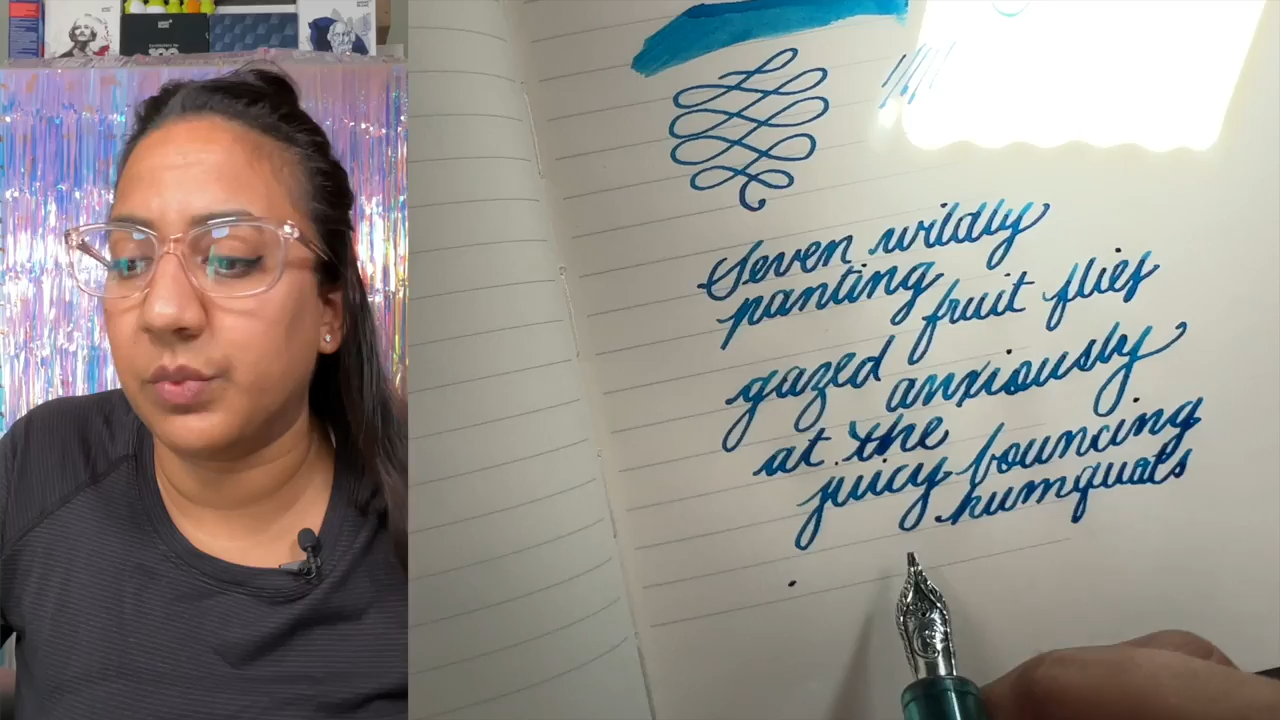 Seven wildly
panting fruit flies
gazed anxiously
at the
juicy bouncing
kumquats